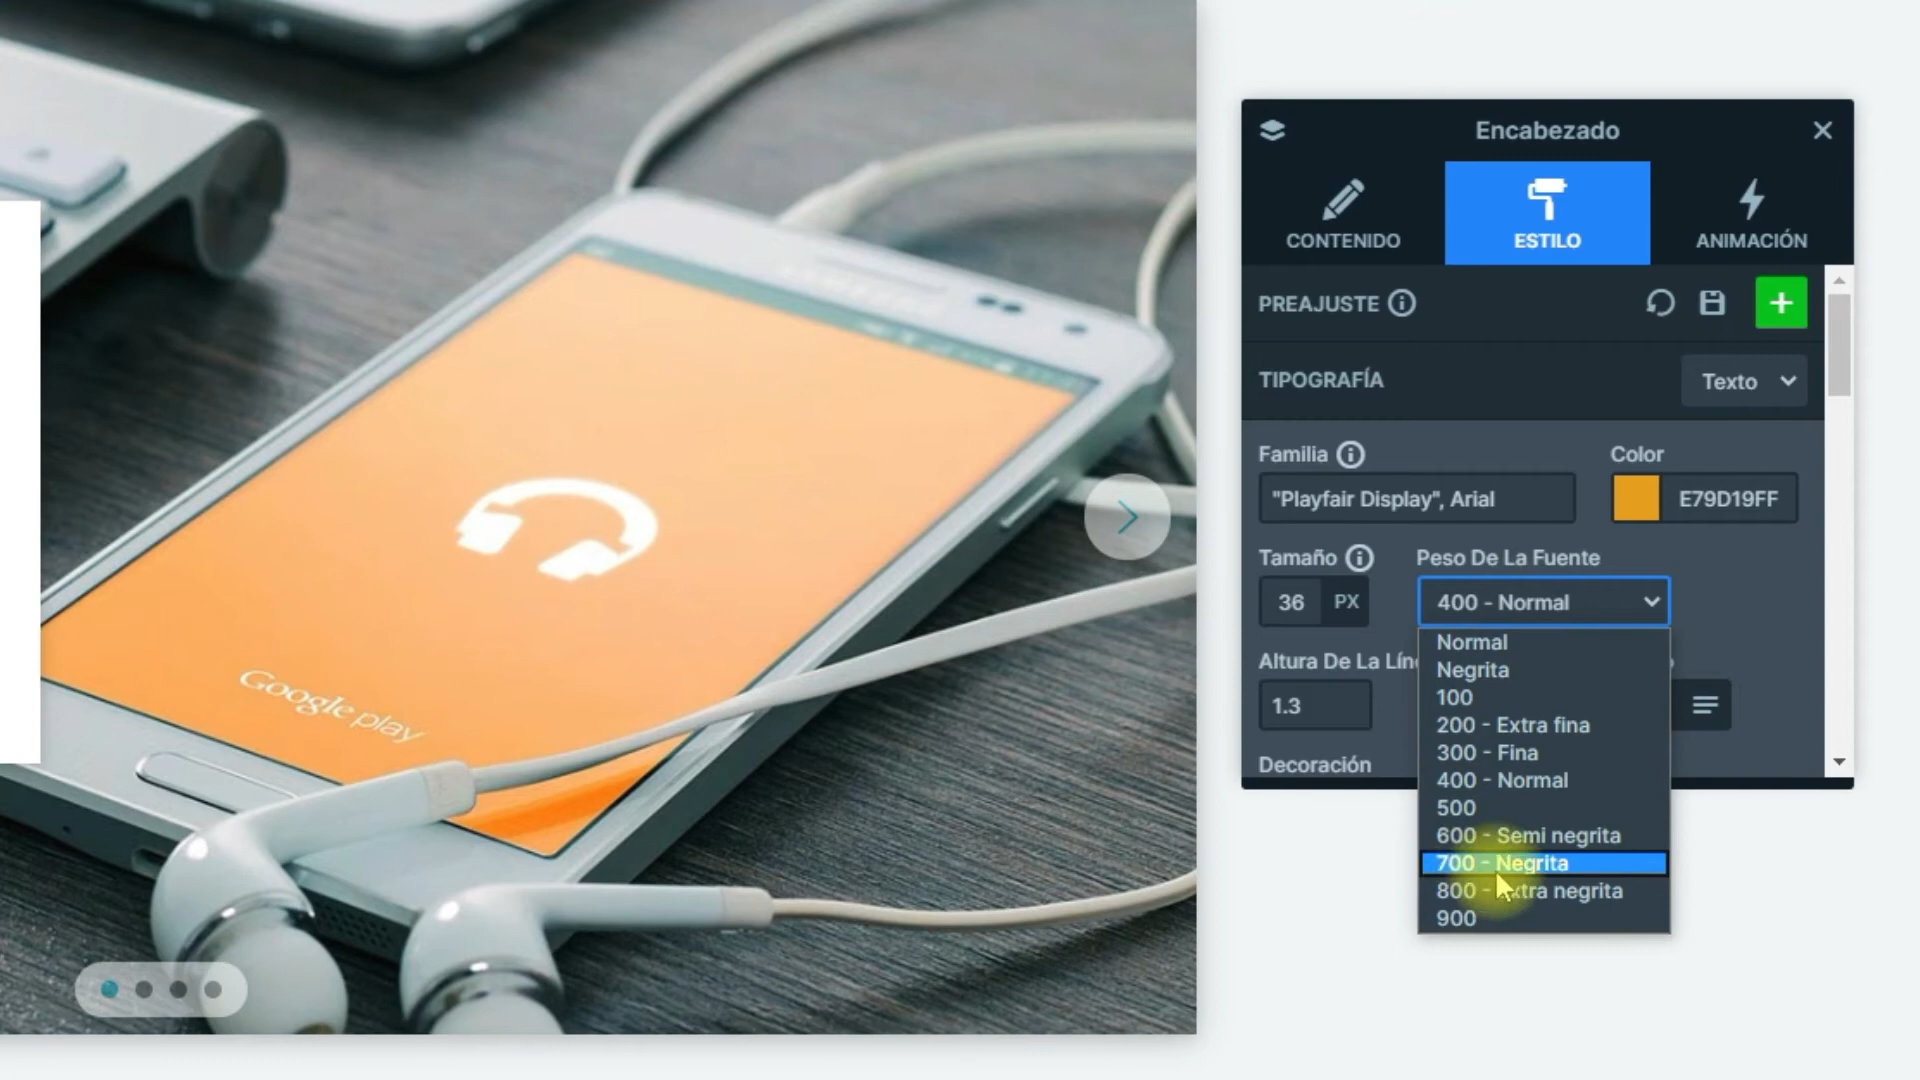 Encabezado
CONTENIDO
ESTILO
ANIMACIÓN
PREAJUSTE
TIPOGRAFÍA
Texto
Familia
Color
"Playfair Display", Arial
E79D19FF
Tamaño
Peso De La Fuente
36 PX
400 - Normal
Normal
Altura De La Lín
Negrita
100
1.3
200 - Extra fina
300 - Fina
Decoración
400 - Normal
500
600 - Semi negrita
700 - Negrita
800 - Extra negrita
900
Google play